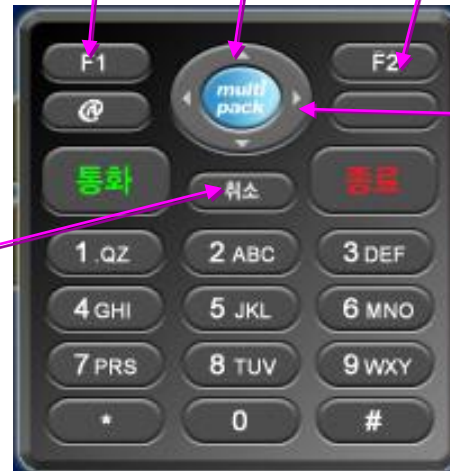 F1
F2
@
multi
pack
통화
취소
종료
1 .QZ
2 ABC
3 DEF
4 GHI
5 JKL
6 MNO
7 PRS
8 TUV
9 WXY
*
0
#